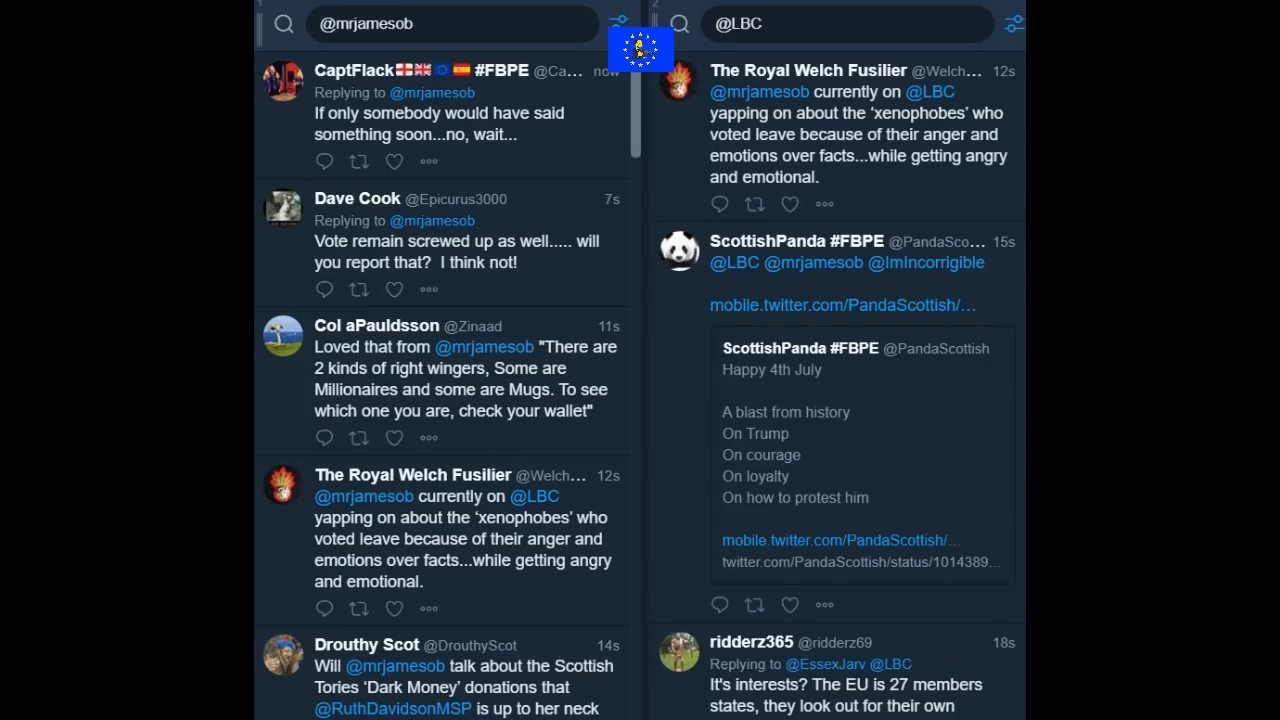 1
@mrjamesob
CaptFlack #FBPE @Ca... now
Replying to @mrjamesob
If only somebody would have said
something soon...no, wait...
Dave Cook @Epicurus3000 7s
Replying to @mrjamesob
Vote remain screwed up as well..... will
you report that? I think not!
Col aPauldsson @Zinaad 11s
Loved that from @mrjamesob "There are
2 kinds of right wingers, Some are
Millionaires and some are Mugs. To see
which one you are, check your wallet"
The Royal Welch Fusilier @Welch... 12s
@mrjamesob currently on @LBC
yapping on about the ‘xenophobes’ who
voted leave because of their anger and
emotions over facts...while getting angry
and emotional.
Drouthy Scot @DrouthyScot 14s
Will @mrjamesob talk about the Scottish
Tories ‘Dark Money’ donations that
@RuthDavidsonMSP is up to her neck
2
@LBC
The Royal Welch Fusilier @Welch... 12s
@mrjamesob currently on @LBC
yapping on about the ‘xenophobes’ who
voted leave because of their anger and
emotions over facts...while getting angry
and emotional.
ScottishPanda #FBPE @PandaSco... 15s
@LBC @mrjamesob @ImIncorrigible
mobile.twitter.com/PandaScottish/...
ScottishPanda #FBPE @PandaScottish
Happy 4th July
A blast from history
On Trump
On courage
On loyalty
On how to protest him
mobile.twitter.com/PandaScottish/...
twitter.com/PandaScottish/status/1014389...
ridderz365 @ridderz69 18s
Replying to @EssexJarv @LBC
It's interests? The EU is 27 members
states, they look out for their own